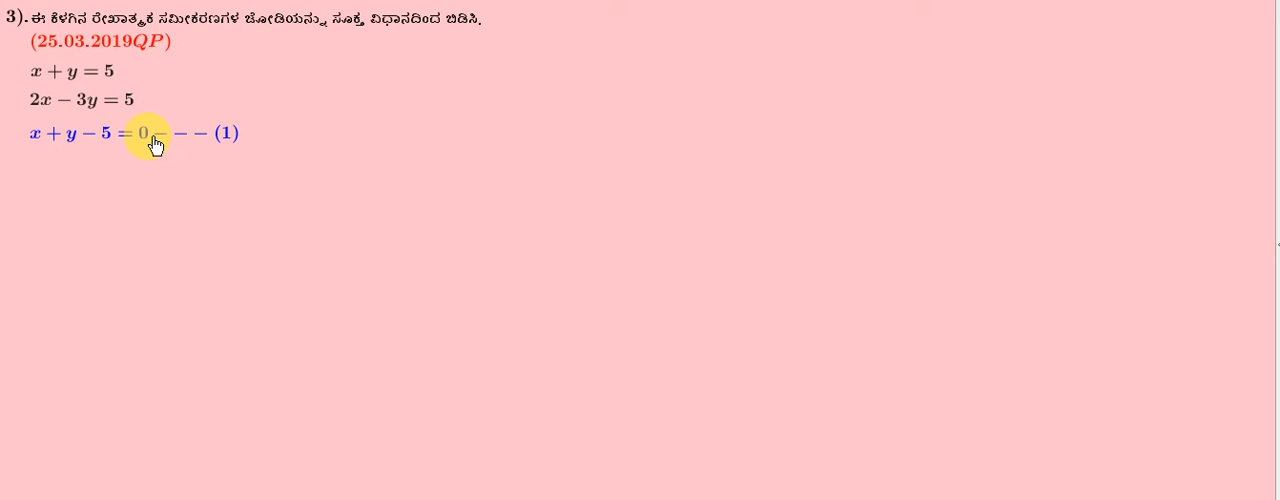 3). ಈ ಕೆಳಗಿನ ರೇಖಾತ್ಮಕ ಸಮೀಕರಣಗಳ ಜೋಡಿಯನ್ನು ಸೂಕ್ತ ವಿಧಾನದಿಂದ ಬಿಡಿಸಿ.
(25.03.2019QP)
x + y = 5
2x − 3y = 5
x + y − 5 = 0 − − − (1)